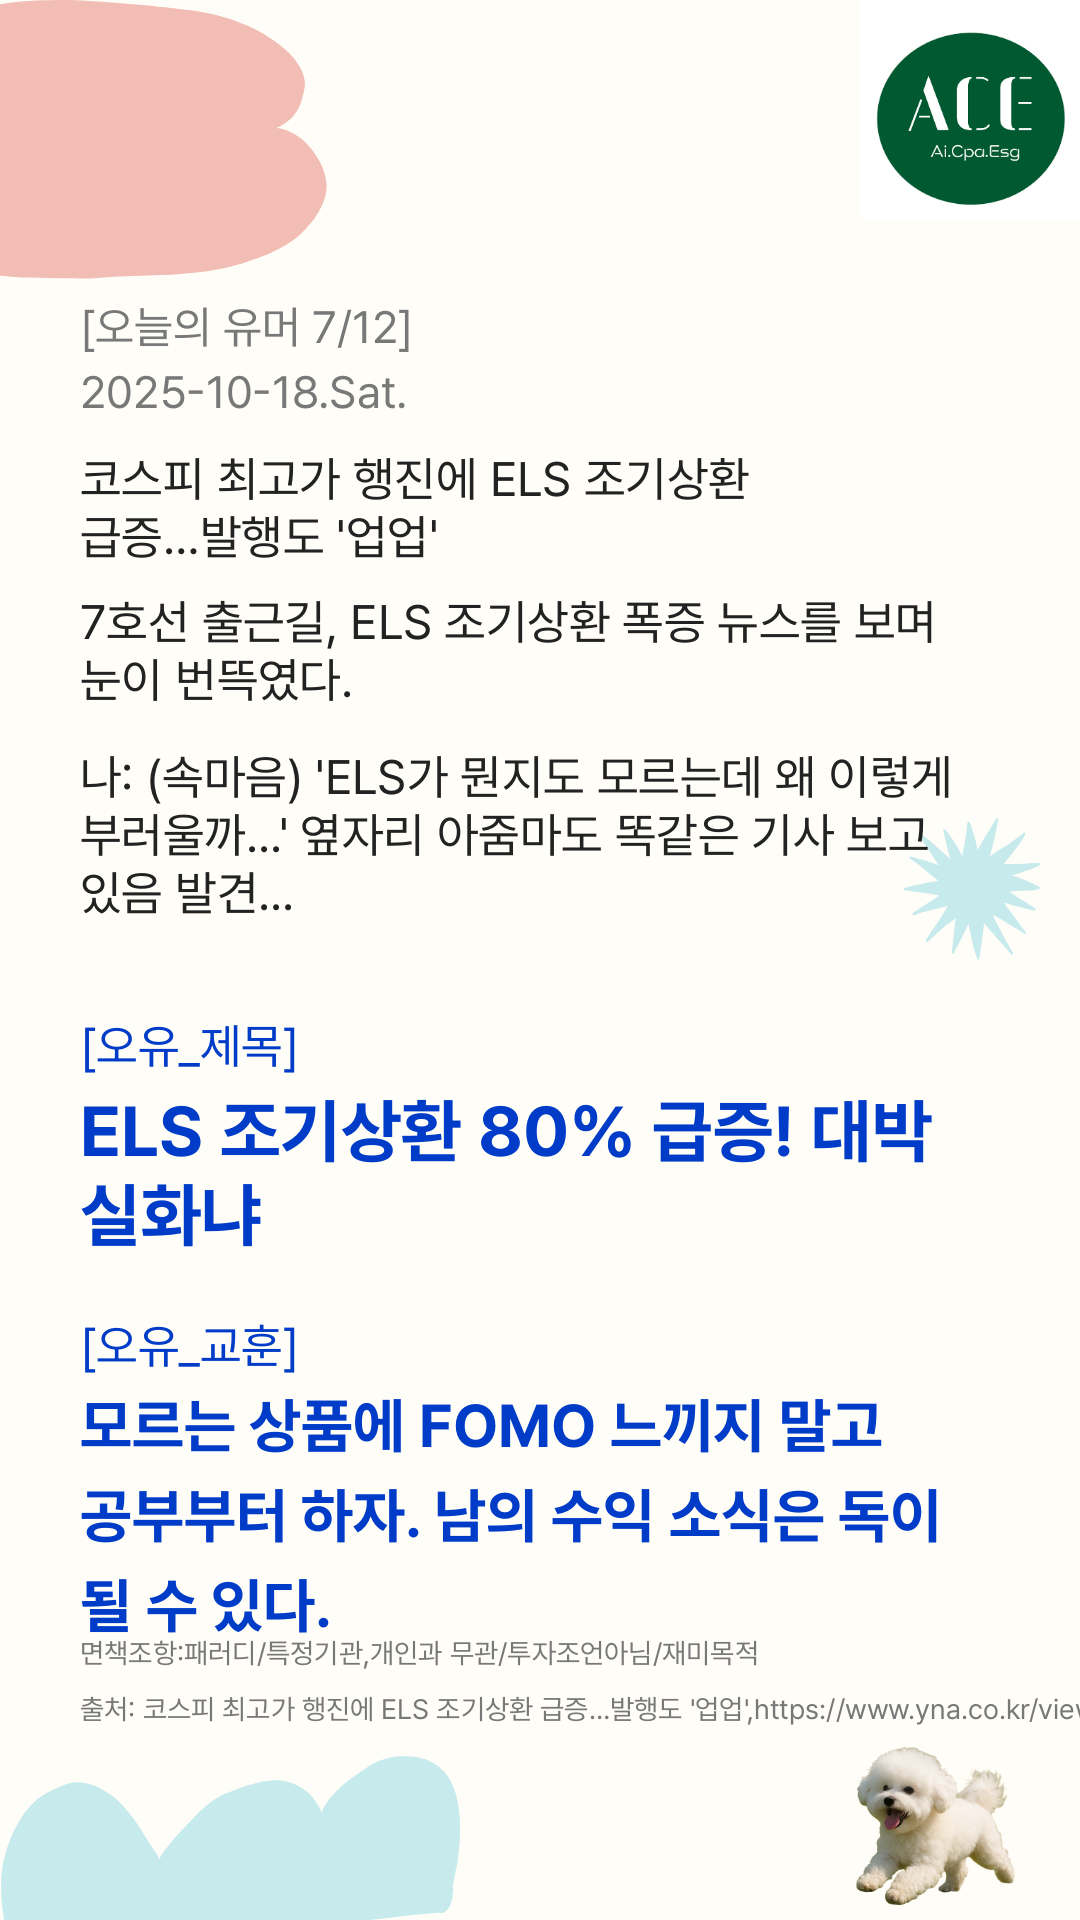 ACE
Ai.Cpa.Esg
[오늘의 유머 7/12]
2025-10-18.Sat.
코스피 최고가 행진에 ELS 조기상환
급증…발행도 '업업'
7호선 출근길, ELS 조기상환 폭증 뉴스를 보며
눈이 번뜩였다.
나: (속마음) 'ELS가 뭔지도 모르는데 왜 이렇게
부러울까...' 옆자리 아줌마도 똑같은 기사 보고
있음 발견...
[오유_제목]
ELS 조기상환 80% 급증! 대박
실화냐
[오유_교훈]
모르는 상품에 FOMO 느끼지 말고
공부부터 하자. 남의 수익 소식은 독이
될 수 있다.
면책조항:패러디/특정기관,개인과 무관/투자조언아님/재미목적
출처: 코스피 최고가 행진에 ELS 조기상환 급증…발행도 '업업',https://www.yna.co.kr/view